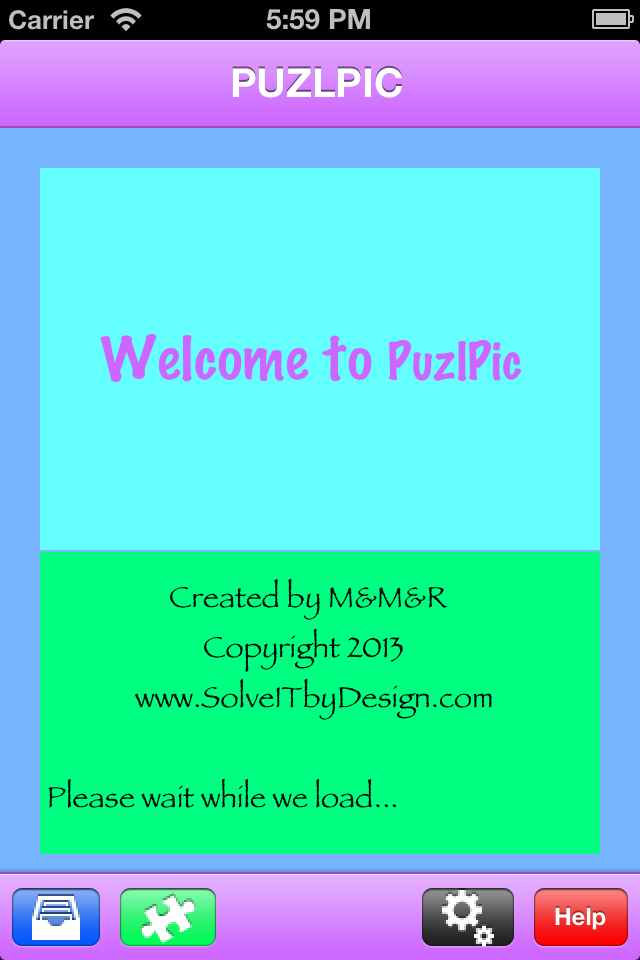 Carrier 5:59 PM
PUZLPIC
Welcome to PuzlPic
Created by M&M&R
Copyright 2013
www.SolveITbyDesign.com
Please wait while we load...
Help